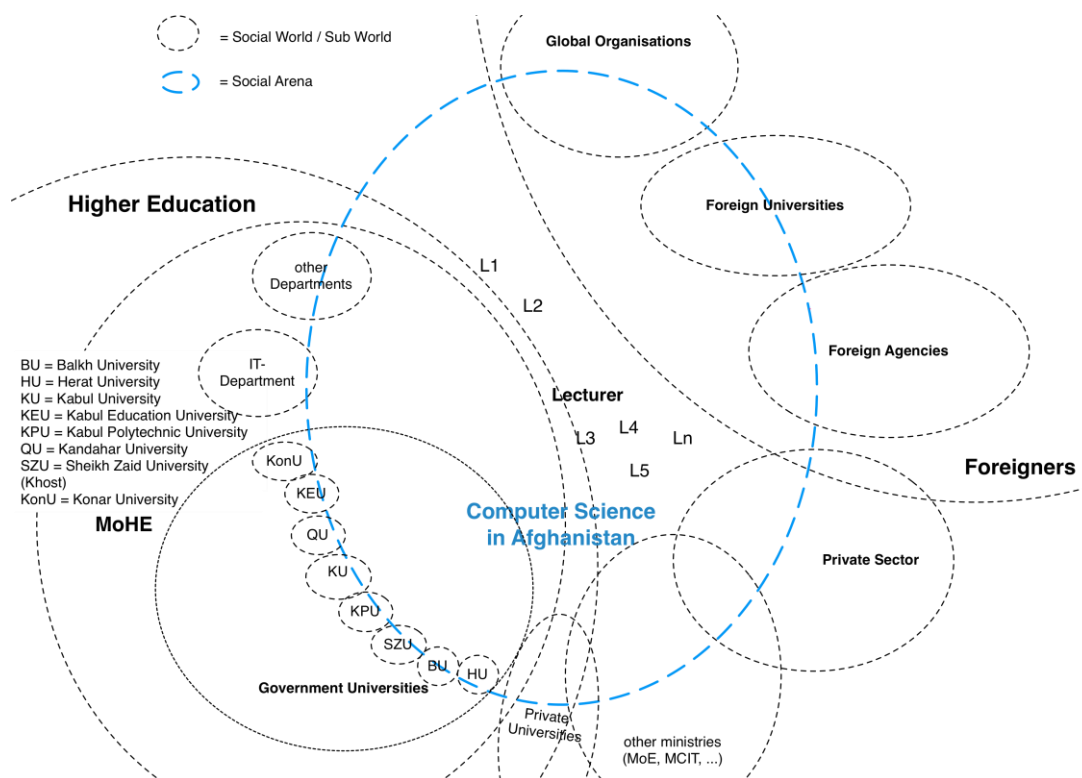 = Social World / Sub World
= Social Arena
Global Organisations
Higher Education
Foreign Universities
other
Departments
L1
L2
IT-
Department
BU = Balkh University
HU = Herat University
KU = Kabul University
KEU = Kabul Education University
KPU = Kabul Polytechnic University
QU = Kandahar University
SZU = Sheikh Zaid University
(Khost)
KonU = Konar University
MoHE
Foreign Agencies
Lecturer
L3
L4
Ln
L5
Foreigners
KonU
KEU
QU
KU
KPU
SZU
BU
HU
Computer Science
in Afghanistan
Private Sector
Government Universities
Private
Universities
other ministries
(MoE, MCIT, ...)